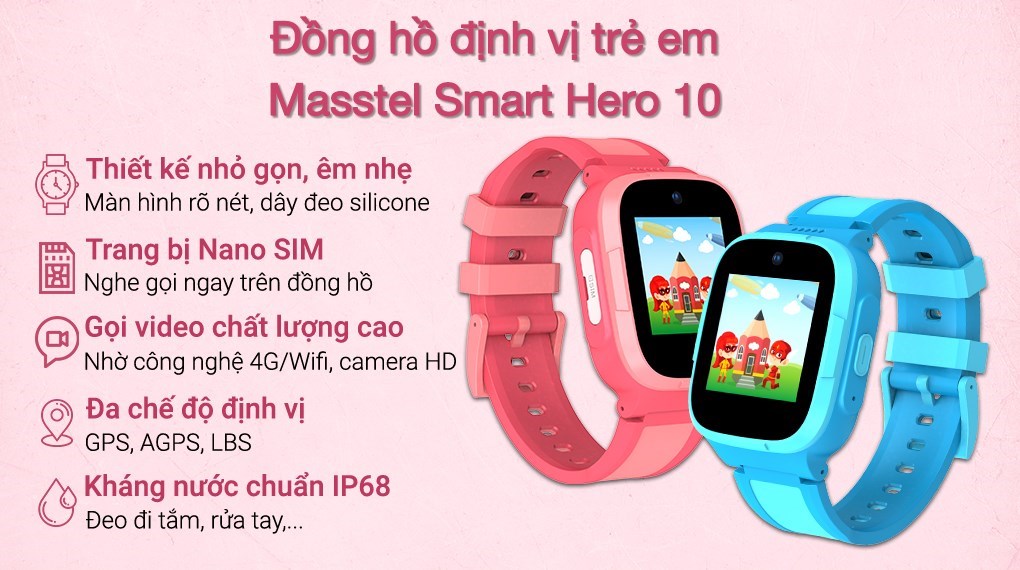 Đồng hồ định vị trẻ em
Masstel Smart Hero 10
Thiết kế nhỏ gọn, êm nhẹ
Màn hình rõ nét, dây đeo silicone
Trang bị Nano SIM
Nghe gọi ngay trên đồng hồ
Gọi video chất lượng cao
Nhờ công nghệ 4G/Wifi, camera HD
Đa chế độ định vị
GPS, AGPS, LBS
Kháng nước chuẩn IP68
Đeo đi tắm, rửa tay,...